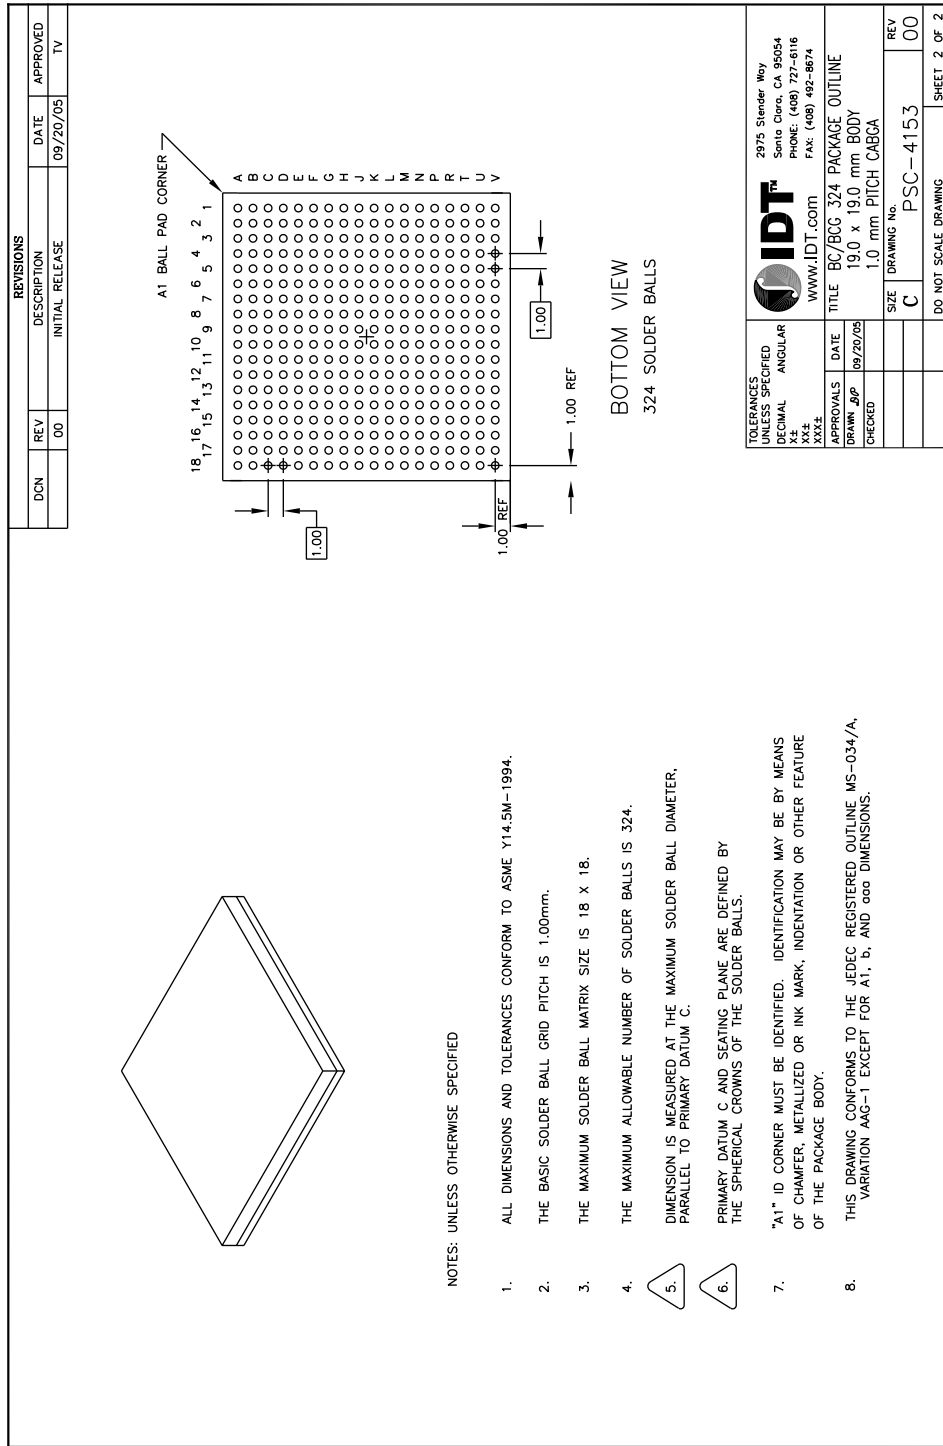 REVISIONS
DCN REV DESCRIPTION DATE APPROVED
00 INITIAL RELEASE 09/20/05 TV
A1 BALL PAD CORNER
18 16 14 12 10 8 6 4 2
17 15 13 11 9 7 5 3 1
A
B
C
D
E
F
G
H
J
K
L
M
N
P
R
T
U
V
1.00
1.00 REF
1.00
1.00 REF
BOTTOM VIEW
324 SOLDER BALLS
NOTES: UNLESS OTHERWISE SPECIFIED
1. ALL DIMENSIONS AND TOLERANCES CONFORM TO ASME Y14.5M-1994.
2. THE BASIC SOLDER BALL GRID PITCH IS 1.00mm.
3. THE MAXIMUM SOLDER BALL MATRIX SIZE IS 18 X 18.
4. THE MAXIMUM ALLOWABLE NUMBER OF SOLDER BALLS IS 324.
5. DIMENSION IS MEASURED AT THE MAXIMUM SOLDER BALL DIAMETER,
PARALLEL TO PRIMARY DATUM C.
6. PRIMARY DATUM C AND SEATING PLANE ARE DEFINED BY
THE SPHERICAL CROWNS OF THE SOLDER BALLS.
7. "A1" ID CORNER MUST BE IDENTIFIED. IDENTIFICATION MAY BE BY MEANS
OF CHAMFER, METALLIZED OR INK MARK, INDENTATION OR OTHER FEATURE
OF THE PACKAGE BODY.
8. THIS DRAWING CONFORMS TO THE JEDEC REGISTERED OUTLINE MS-034/A,
VARIATION AAG-1 EXCEPT FOR A1, b, AND aaa DIMENSIONS.
TOLERANCES
UNLESS SPECIFIED
DECIMAL ANGULAR
X±
XX±
XXX±
APPROVALS DATE
DRAWN 09/20/05
CHECKED
IDT™
www.IDT.com
2975 Stender Way
Santa Clara, CA 95054
PHONE: (408) 727-6116
FAX: (408) 492-8674
TITLE BC/BCG 324 PACKAGE OUTLINE
19.0 x 19.0 mm BODY
1.0 mm PITCH CABGA
SIZE DRAWING No. REV
C PSC-4153 00
DO NOT SCALE DRAWING SHEET 2 OF 2